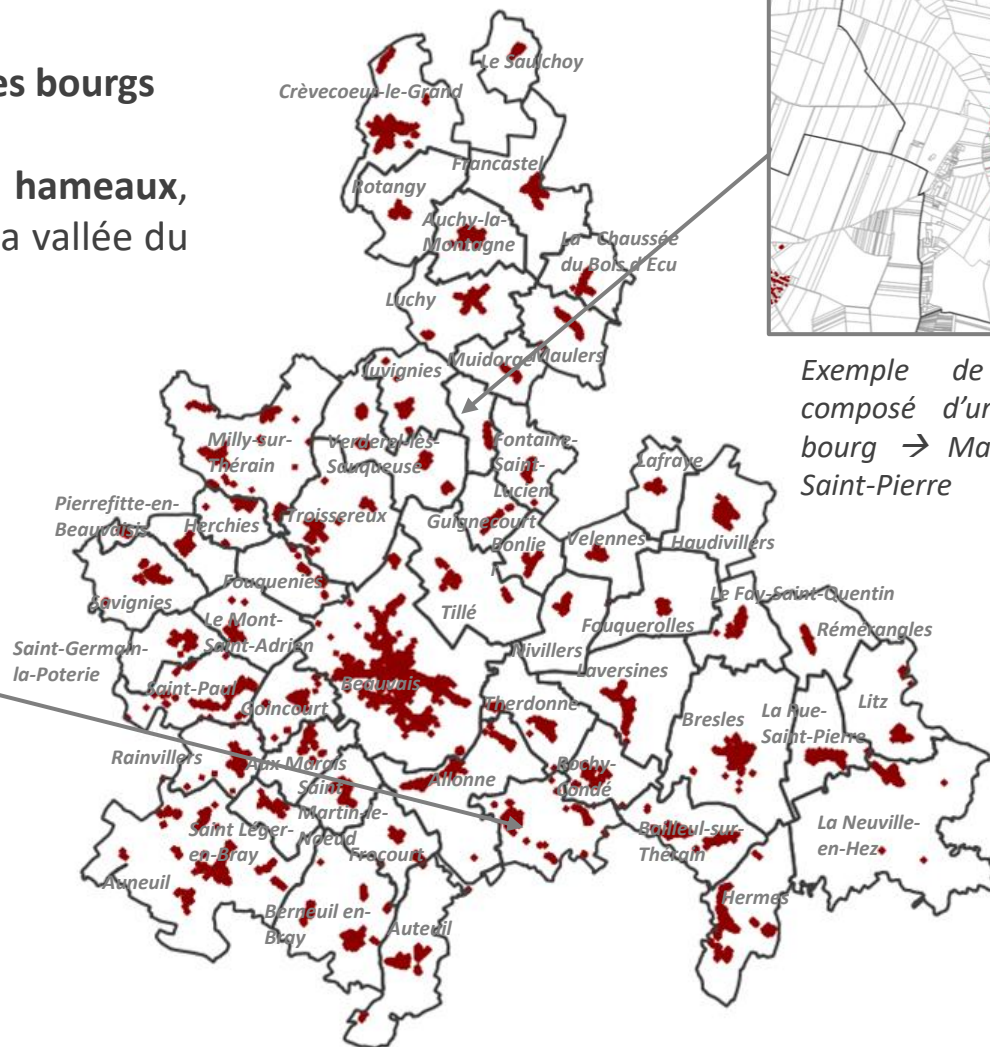 es bourgs
hameaux,
a vallée du
Le Saulchoy
Crèvecoeur-le-Grand
Francastel
Rotangy
Auchy-la-
Montagne
La Chaussée
du Bois d'Ecu
Luchy
Muidorge
Maulers
Juvignies
Exemple de
composé d'un
bourg → Ma
Saint-Pierre
Milly-sur-
Thérain
Verderel-lès-
Sauqueuse
Fontaine-
Saint-
Lucien
Lafraye
Pierrefitte-en-
Beauvaisis
Herchies
Troissereux
Guignecourt
Bonlie
Velennes
Haudivillers
Savignies
Fouquenies
Tillé
Le Fay-Saint-Quentin
Le Mont-
Saint-Adrien
Fouquerolles
Rémérangles
Saint-Germain-
la-Poterie
Nivillers
Laversines
Saint-Paul
Goincourt
Beauvais
Therdonne
Bresles
La Rue-
Saint-Pierre
Litz
Rainvillers
Aux Marais
Allonne
Rochy-
Condé
Saint
Martin-le-
Noeud
Saint Léger-
en-Bray
Frocourt
Bailleul-sur-
Thérain
La Neuville-
en-Hez
Auneuil
Berneuil en-
Bray
Auteuil
Hermes